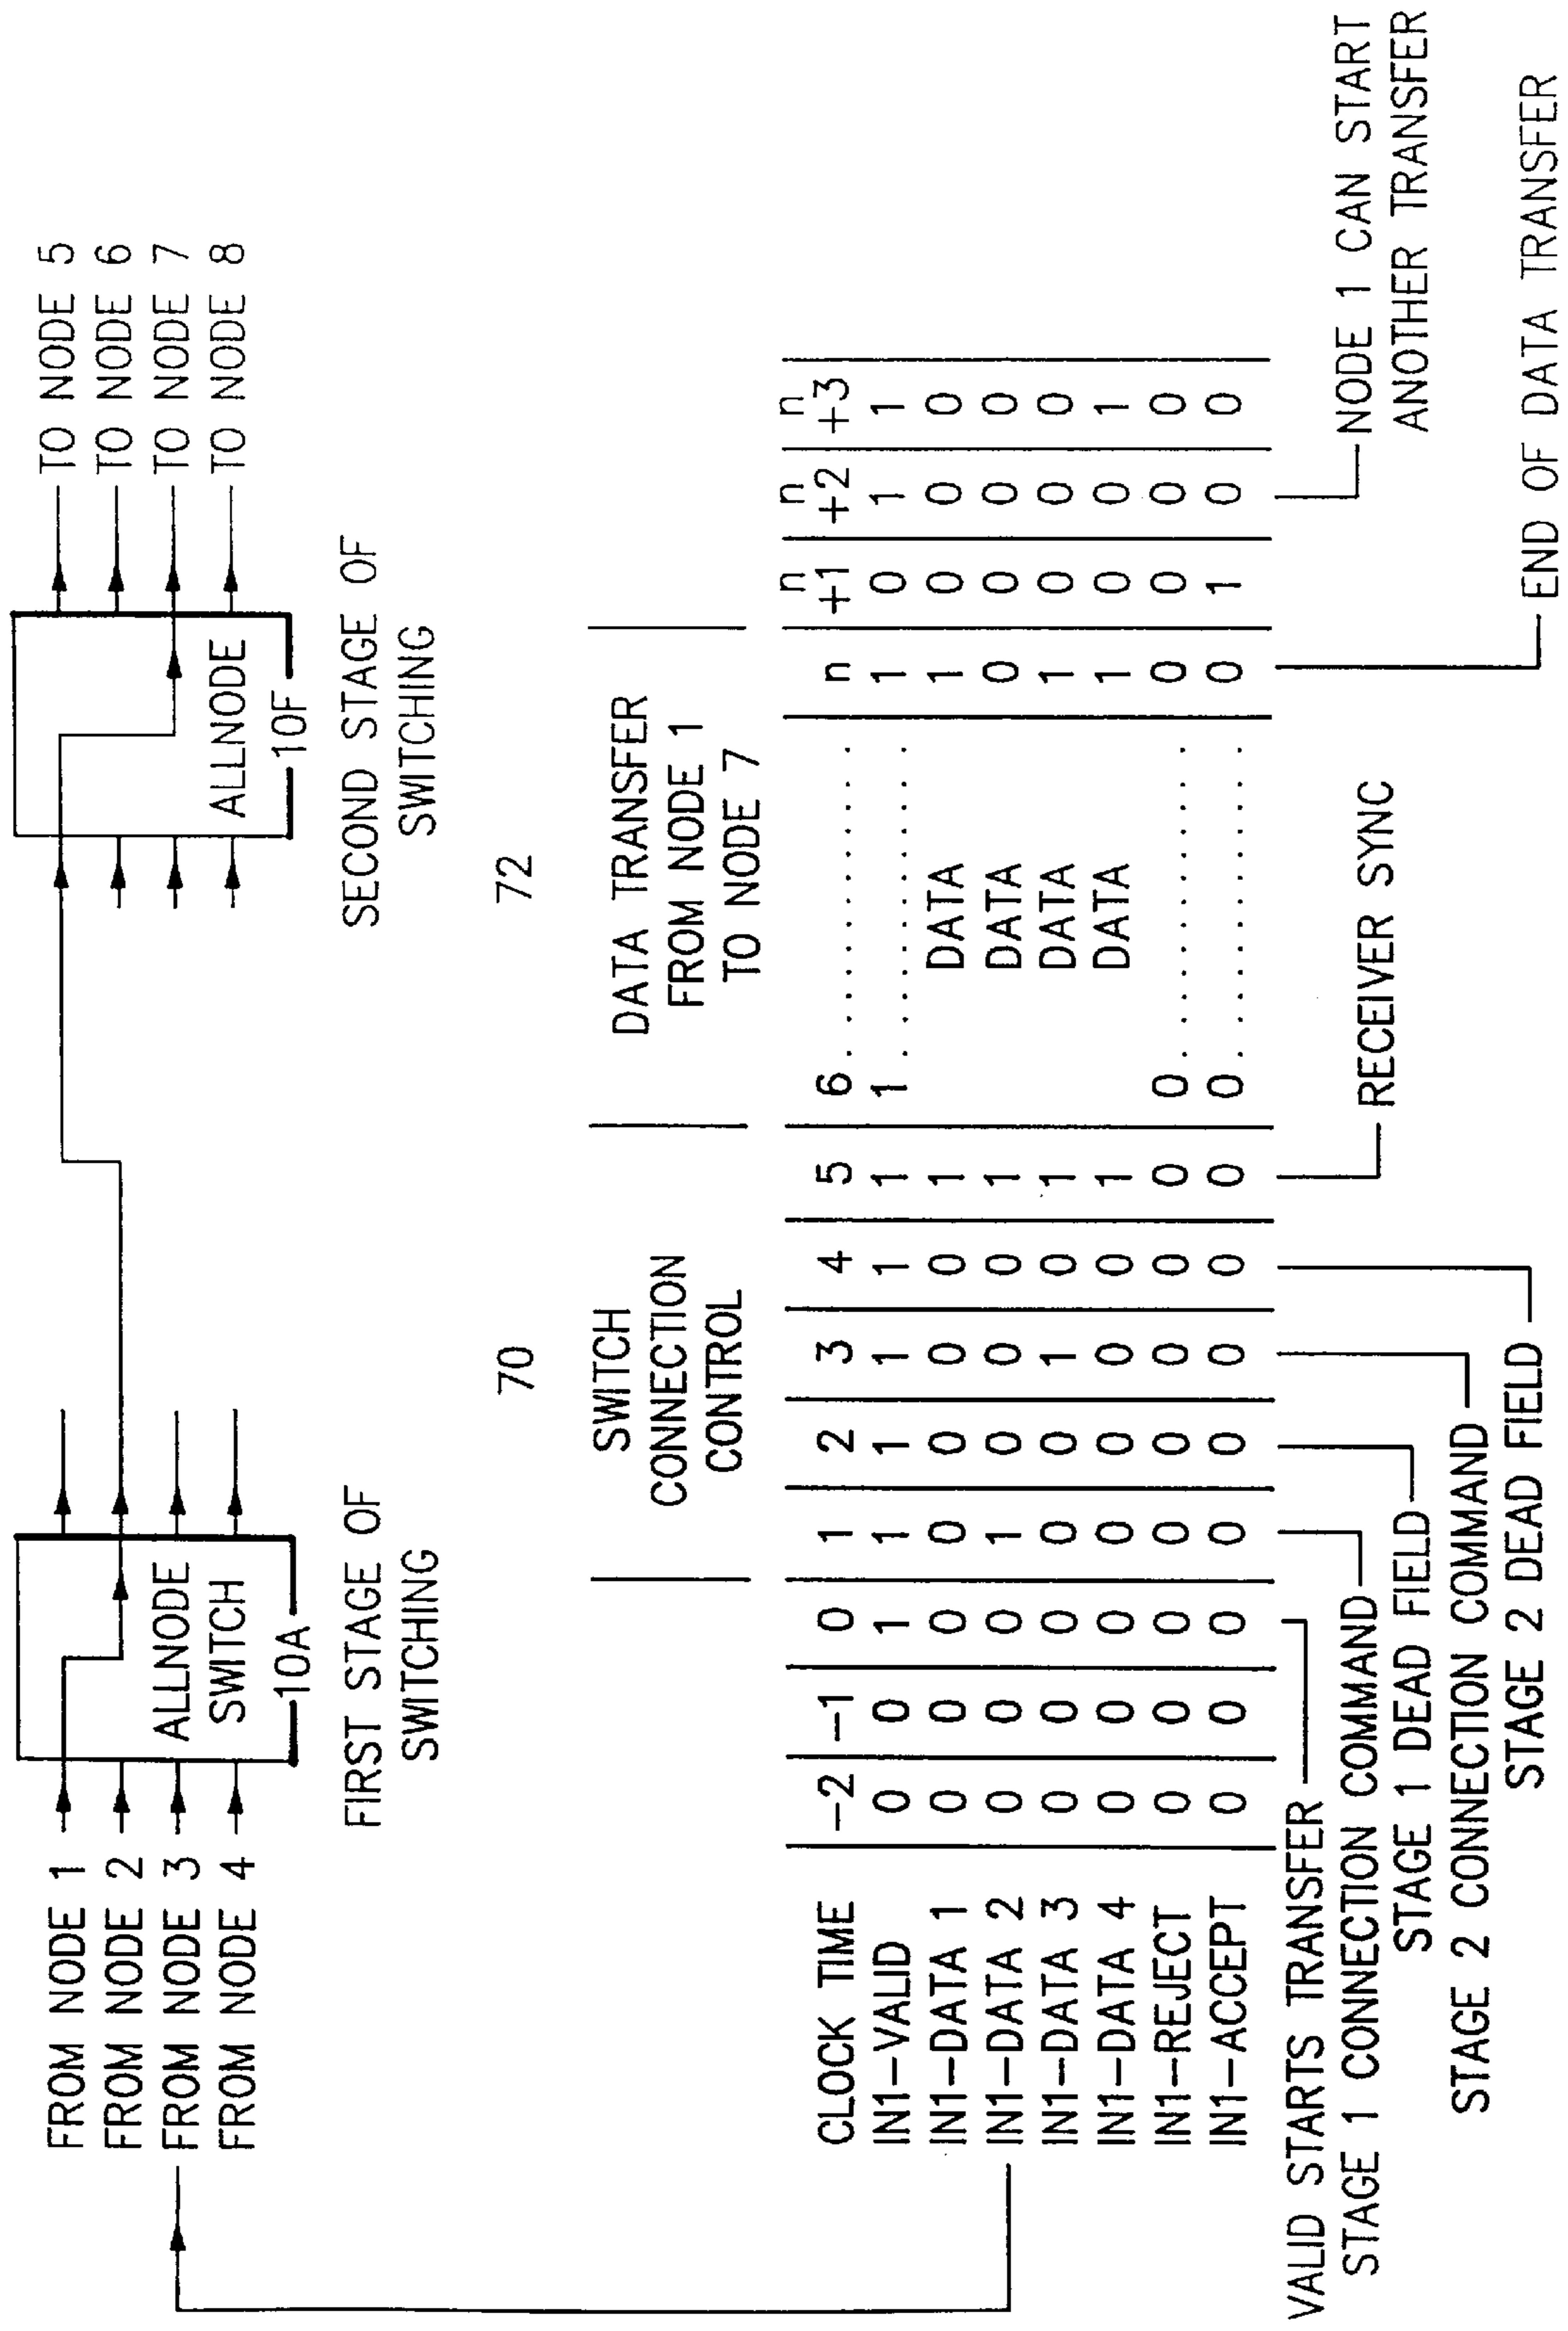 FROM NODE 1
FROM NODE 2
FROM NODE 3
FROM NODE 4
ALLNODE
SWITCH
10A
FIRST STAGE OF
SWITCHING
ALLNODE
10F
SECOND STAGE OF
SWITCHING
TO NODE 5
TO NODE 6
TO NODE 7
TO NODE 8
70
72
SWITCH
CONNECTION
CONTROL
DATA TRANSFER
FROM NODE 1
TO NODE 7
n n n
CLOCK TIME -2 -1 0 1 2 3 4 5 6 .......... n +1 +2 +3
IN1-VALID 0 0 1 1 1 1 1 1 1 .......... 1 0 1 1
IN1-DATA 1 0 0 0 0 0 0 0 1 DATA 1 0 0 0
IN1-DATA 2 0 0 0 1 0 0 0 1 DATA 0 0 0 0
IN1-DATA 3 0 0 0 0 0 1 0 1 DATA 1 0 0 0
IN1-DATA 4 0 0 0 0 0 0 0 1 DATA 1 0 0 1
IN1-REJECT 0 0 0 0 0 0 0 0 0 .......... 0 0 0 0
IN1-ACCEPT 0 0 0 0 0 0 0 0 0 .......... 0 1 0 0
VALID STARTS TRANSFER
STAGE 1 CONNECTION COMMAND
STAGE 1 DEAD FIELD
STAGE 2 CONNECTION COMMAND
STAGE 2 DEAD FIELD
RECEIVER SYNC
NODE 1 CAN START
ANOTHER TRANSFER
END OF DATA TRANSFER